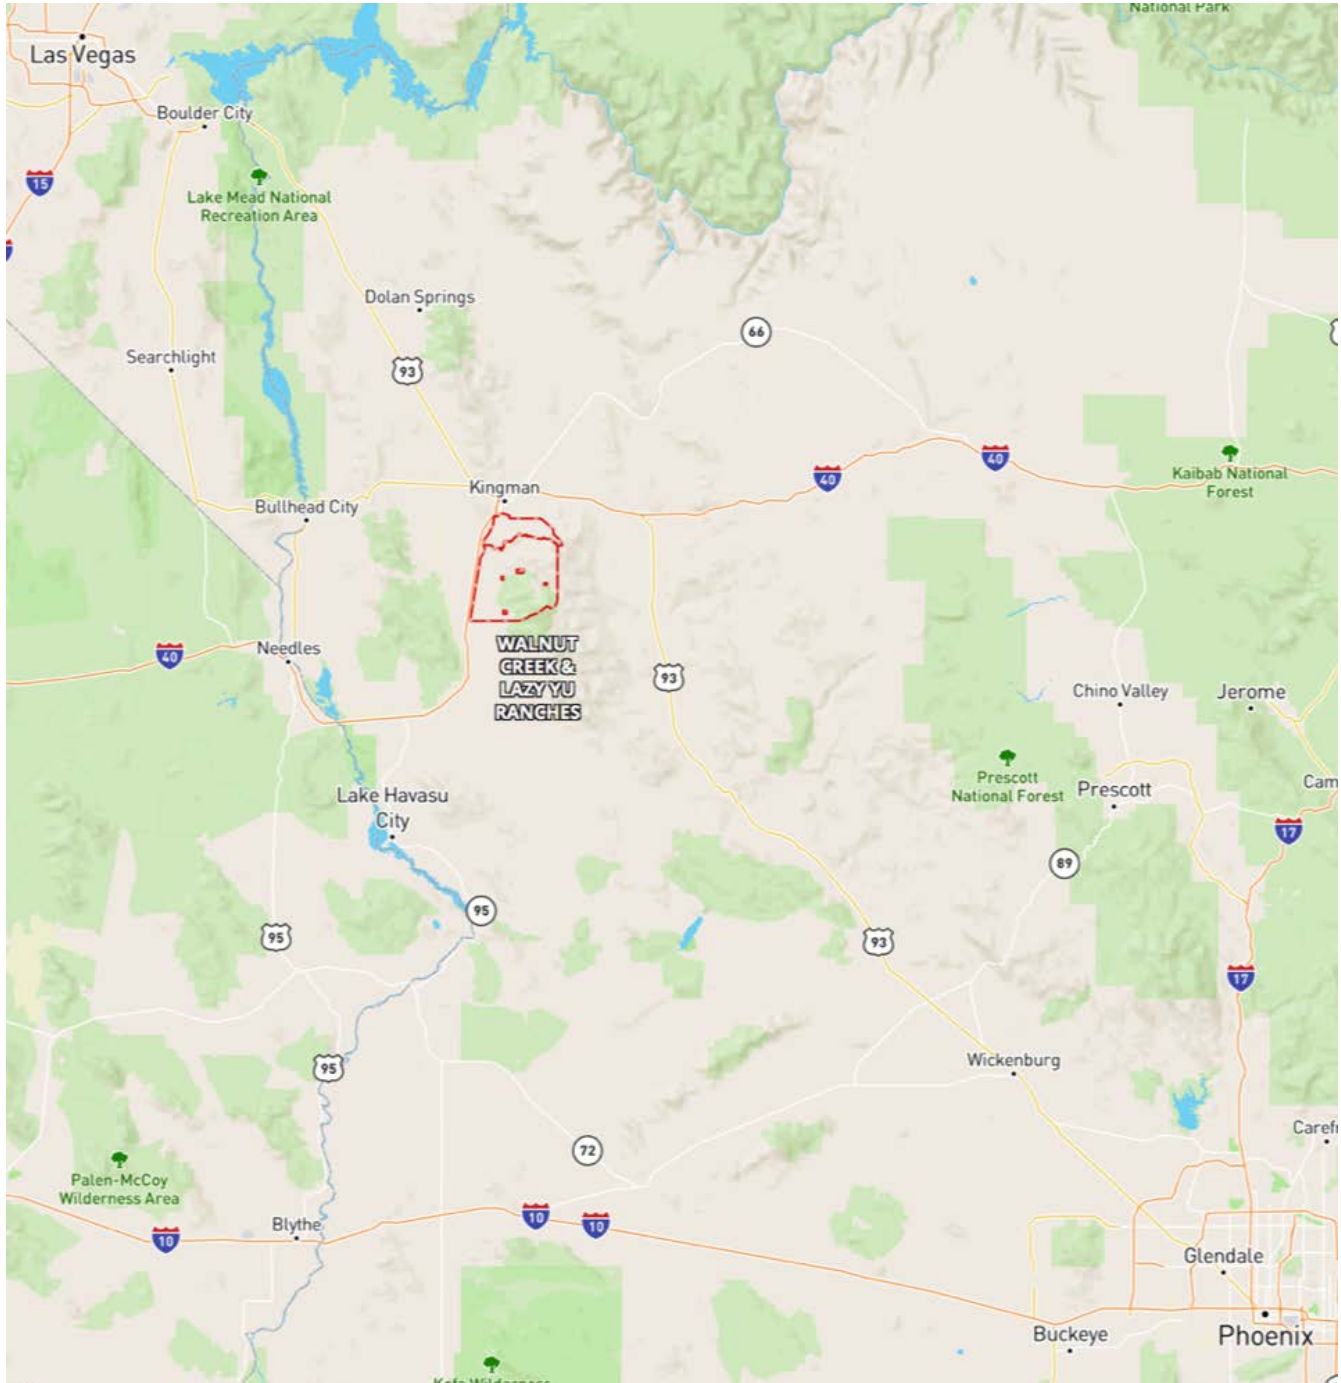 National Park
Las Vegas
Boulder City
15
Lake Mead National
Recreation Area
Dolan Springs
66
Searchlight
93
40
40
Kaibab National
Forest
Kingman
Bullhead City
WALNUT
CREEK &
LAZY YU
RANCHES
40
Needles
93
Chino Valley
Jerome
Prescott
National Forest
Prescott
Cam
Lake Havasu
City
17
89
95
95
93
17
95
Wickenburg
72
Carefr
Palen-McCoy
Wilderness Area
10
Blythe
10
10
Glendale
Buckeye
Phoenix